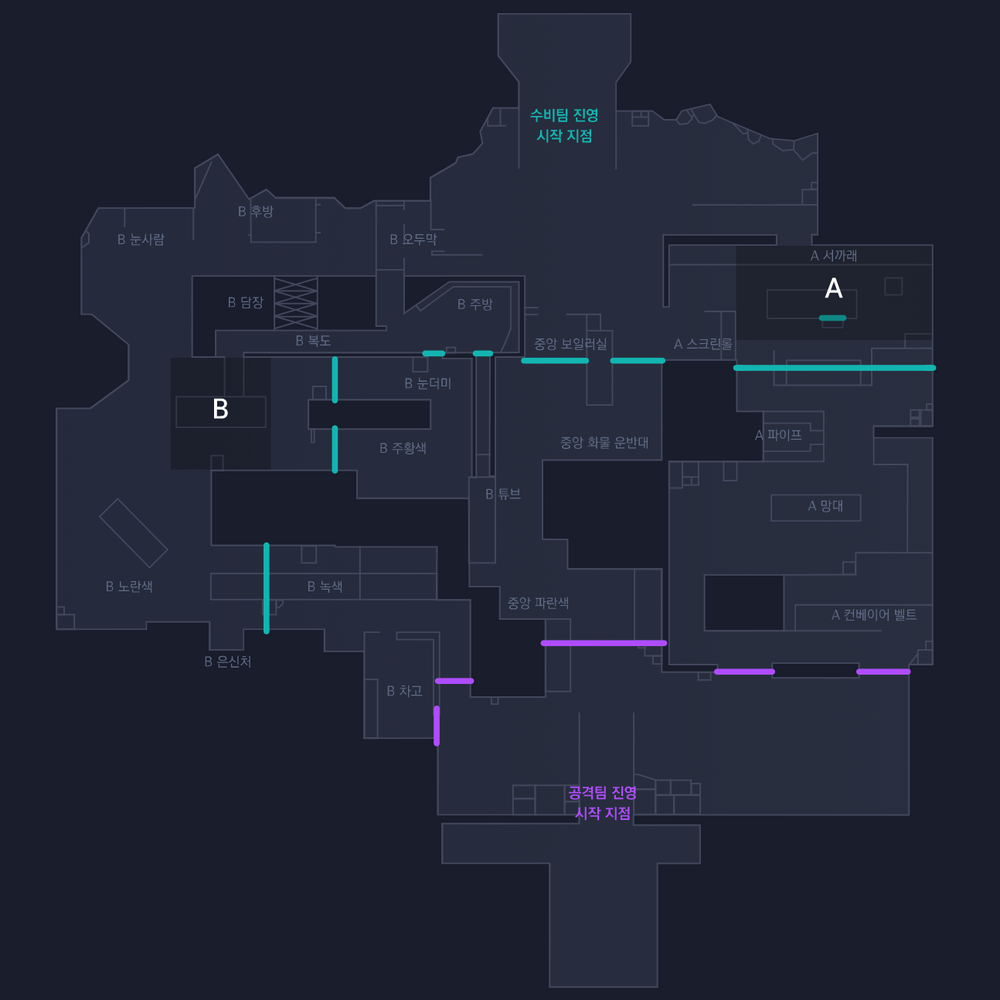 수비팀 진영
시작 지점
B 후방
B 눈사람
B 오두막
A 서까래
A
B 담장
B 주방
B 복도
중앙 보일러실
A 스크린룸
B 눈더미
B
중앙 화물 운반대
A 파이프
B 주황색
B 튜브
A 망대
B 노란색
B 녹색
중앙 파란색
A 컨베이어 벨트
B 은신처
B 차고
공격팀 진영
시작 지점